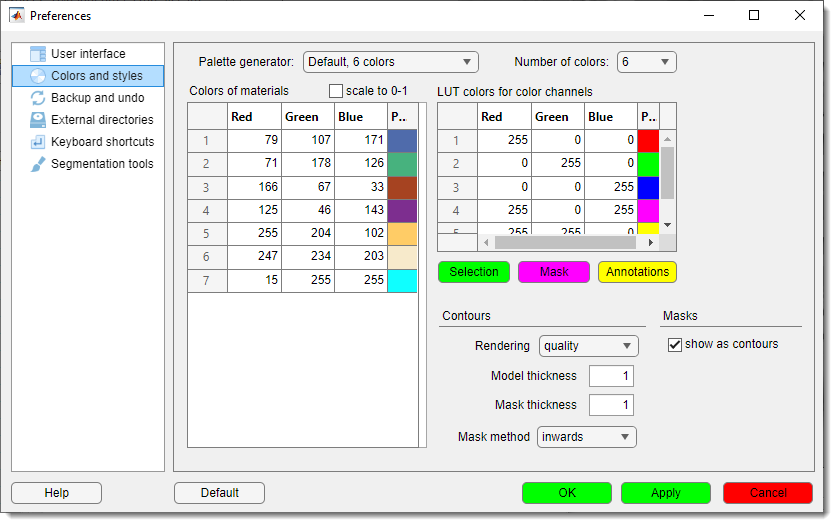 Preferences
User interface
Colors and styles
Backup and undo
External directories
Keyboard shortcuts
Segmentation tools
Palette generator: Default, 6 colors Number of colors: 6
Colors of materials scale to 0-1
Red Green Blue P...
1 79 107 171
2 71 178 126
3 166 67 33
4 125 46 143
5 255 204 102
6 247 234 203
7 15 255 255
LUT colors for color channels
Red Green Blue P...
1 255 0 0
2 0 255 0
3 0 0 255
4 255 0 255
5 255 255 0
Selection Mask Annotations
Contours
Rendering quality
Model thickness 1
Mask thickness 1
Mask method inwards
Masks
show as contours
Help Default OK Apply Cancel